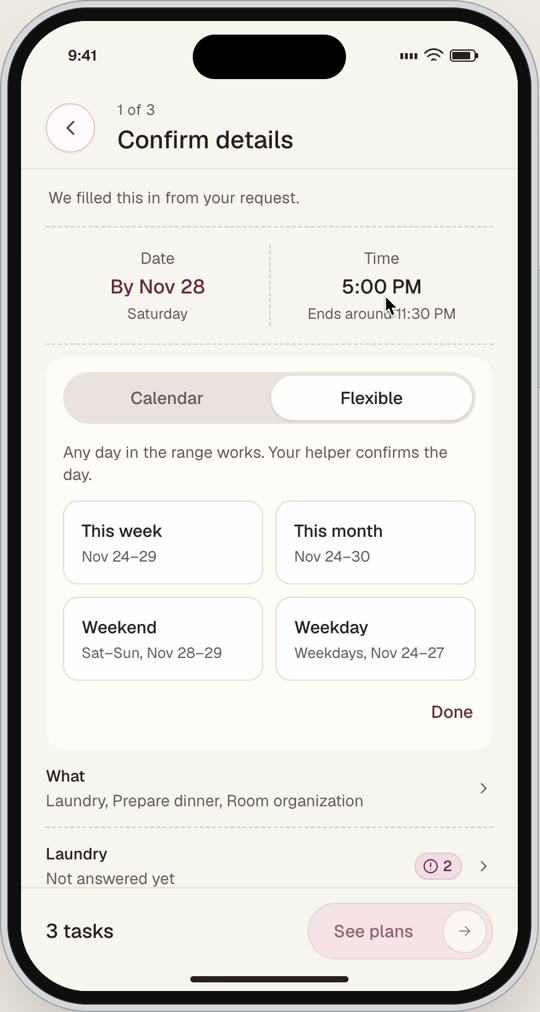 9:41
1 of 3
Confirm details
We filled this in from your request.
Date
By Nov 28
Saturday
Time
5:00 PM
Ends around 11:30 PM
Calendar
Flexible
Any day in the range works. Your helper confirms the
day.
This week
Nov 24–29
This month
Nov 24–30
Weekend
Sat–Sun, Nov 28–29
Weekday
Weekdays, Nov 24–27
Done
What
Laundry, Prepare dinner, Room organization
Laundry
Not answered yet
2
3 tasks
See plans